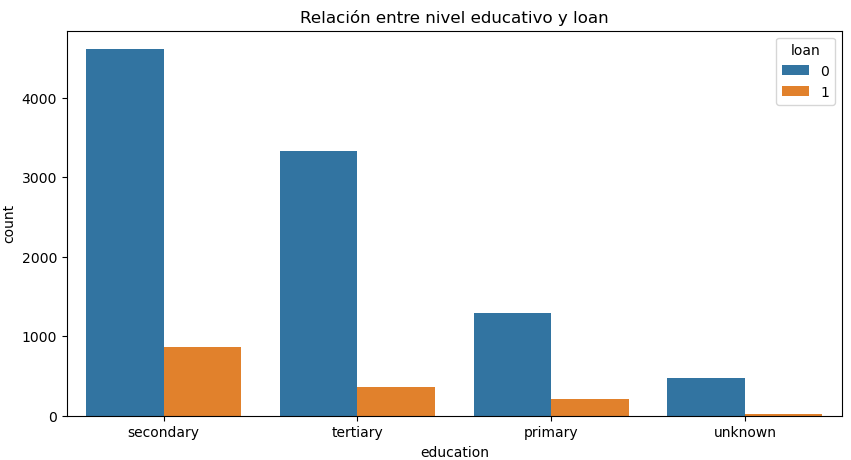 Relación entre nivel educativo y loan
loan
0
1
4000
3000
2000
1000
0
count
secondary
tertiary
primary
unknown
education